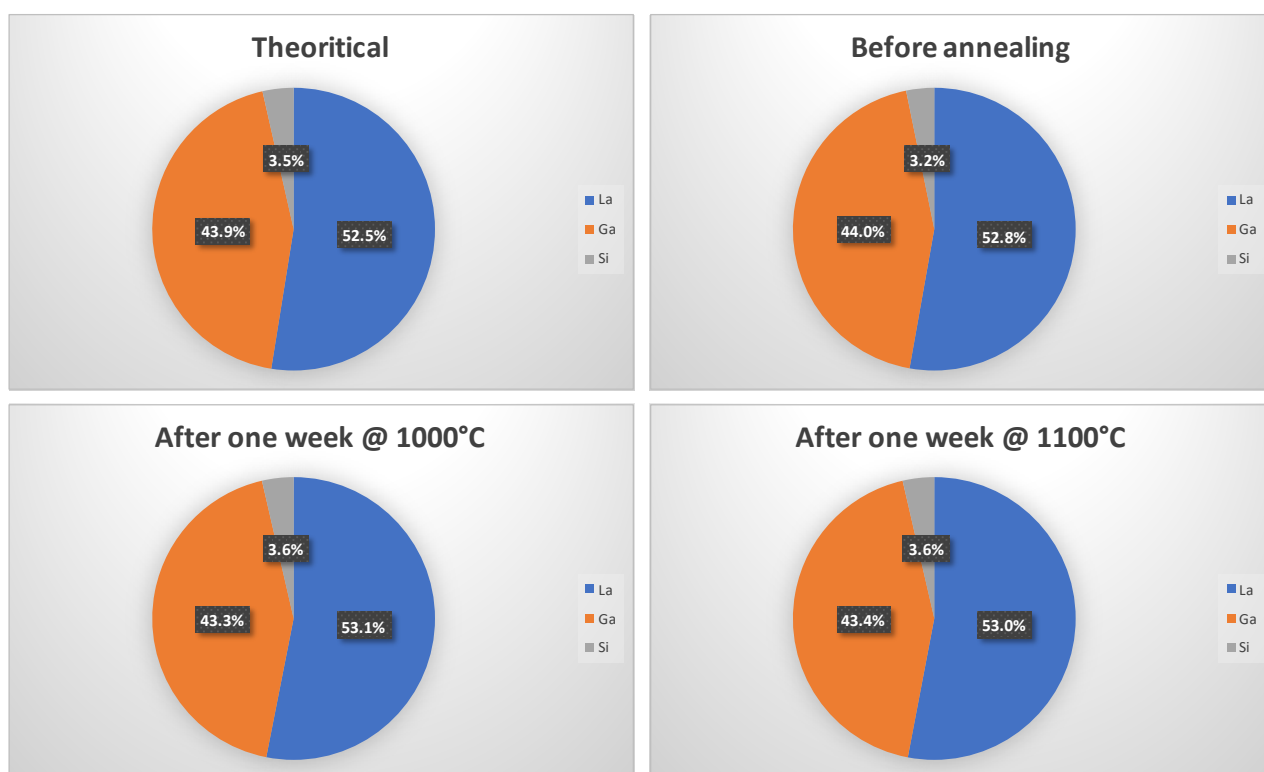 Theoritical
3.5%
43.9%
52.5%
La
Ga
Si
Before annealing
3.2%
44.0%
52.8%
La
Ga
Si
After one week @ 1000°C
3.6%
43.3%
53.1%
La
Ga
Si
After one week @ 1100°C
3.6%
43.4%
53.0%
La
Ga
Si